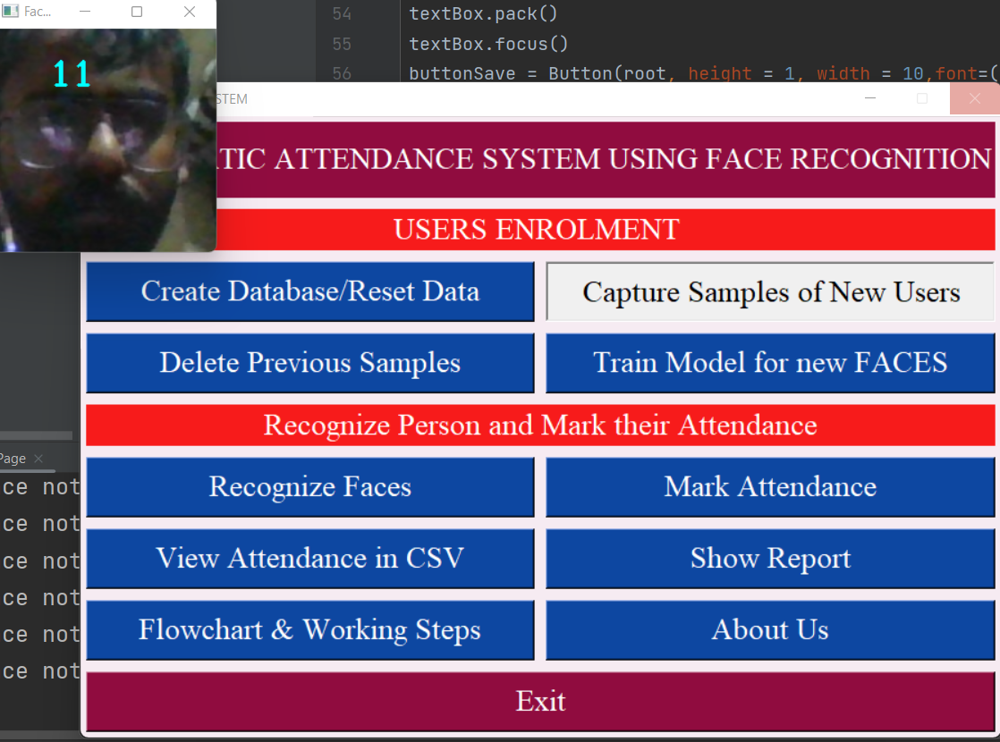 Fac...
54 textBox.pack()
55 textBox.focus()
56 buttonSave = Button(root, height = 1, width = 10,font=(
11
STEM
TIC ATTENDANCE SYSTEM USING FACE RECOGNITION
USERS ENROLMENT
Create Database/Reset Data
Capture Samples of New Users
Delete Previous Samples
Train Model for new FACES
Recognize Person and Mark their Attendance
Page
ce not
Recognize Faces
Mark Attendance
ce not
ce not
View Attendance in CSV
Show Report
ce not
ce not
Flowchart & Working Steps
About Us
ce not
Exit